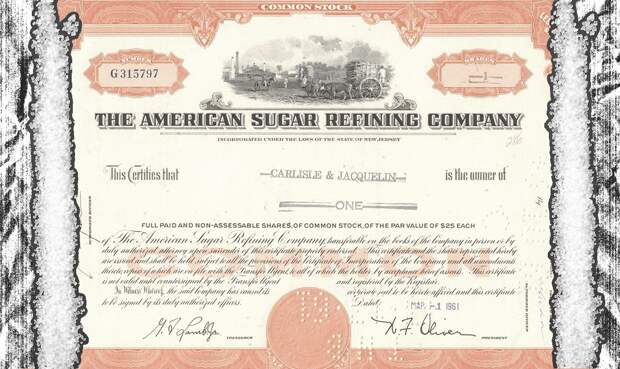 COMMON STOCK
G315797
1
THE AMERICAN SUGAR REFINING COMPANY
INCORPORATED UNDER THE LAWS OF THE STATE OF NEW JERSEY
This Certifies that CARLISLE & JACQUELIN is the owner of
ONE
FULL PAID AND NON-ASSESSABLE SHARES, OF COMMON STOCK, OF THE PAR VALUE OF $25 EACH
of The American Sugar Refining Company, transferable on the books of the Company in person or by
duly authorized attorney upon surrender of this certificate properly endorsed. This certificate and the shares represented hereby
are issued and shall be held subject to all the provisions of the Certificate of Incorporation of the Company and all amendments
thereto, copies of which are on file with the Transfer Agent, to all of which the holder by acceptance hereof assents. This certificate
is not valid until countersigned by the Transfer Agent and registered by the Registrar.
In Witness Whereof, the said Company has caused its seal to be hereto affixed and this certificate
to be signed by its duly authorized officers. Dated MAR -1 1961
TREASURER
PRESIDENT